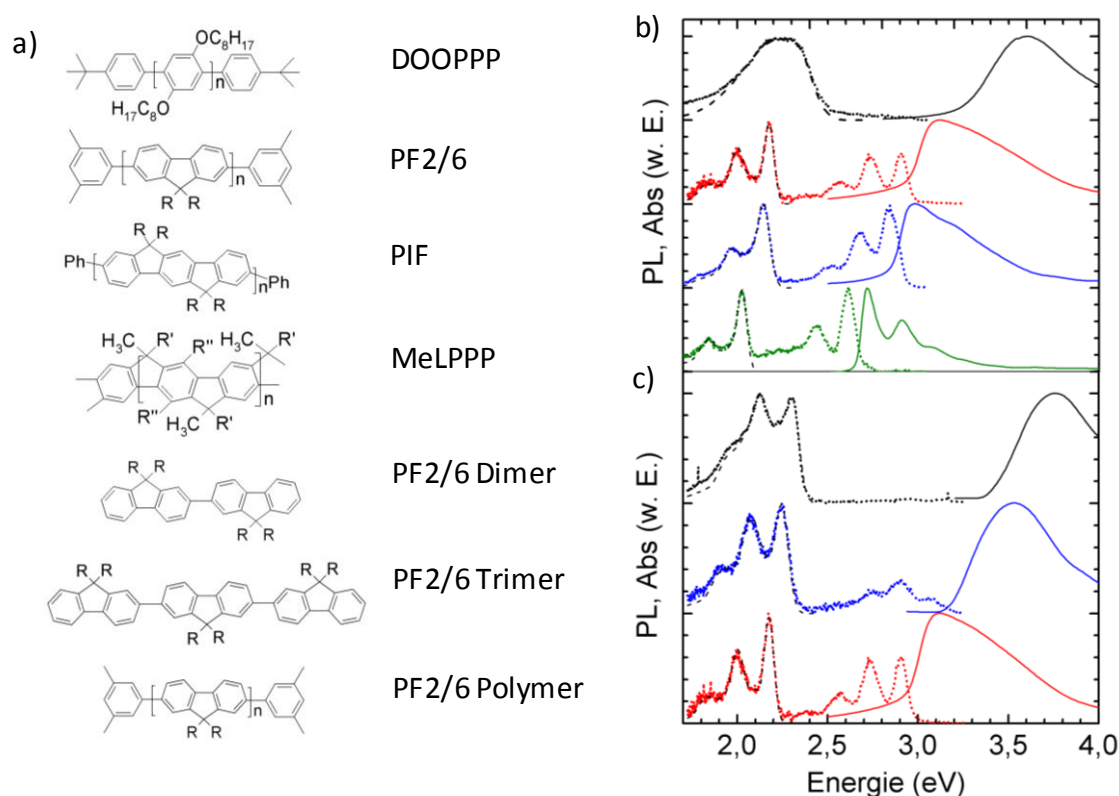 a)
OC₈H₁₇
n
H₁₇C₈O
DOOPPP
n
R R
PF2/6
R R
Ph
n
Ph
R R
PIF
H₃C R' R'' H₃C R'
n
R'' H₃C R'
MeLPPP
R R
R R
PF2/6 Dimer
R R R R
R R
PF2/6 Trimer
n
R R
PF2/6 Polymer
b)
PL, Abs (w. E.)
c)
PL, Abs (w. E.)
2,0 2,5 3,0 3,5 4,0
Energie (eV)